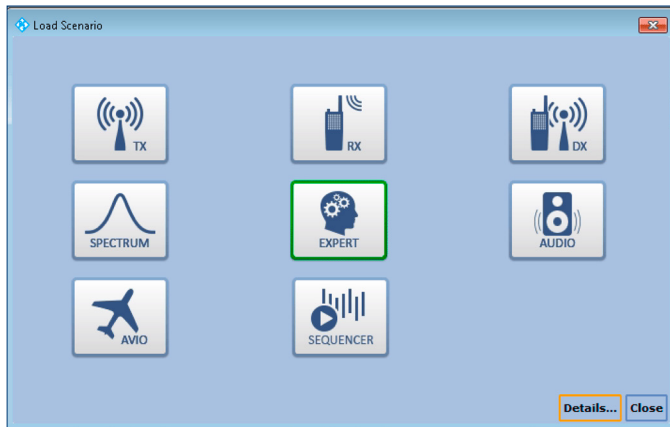 Load Scenario
TX
RX
DX
SPECTRUM
EXPERT
AUDIO
AVIO
SEQUENCER
Details...
Close